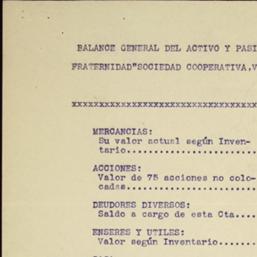 BALANCE GENERAL DEL ACTIVO Y PASI
FRATERNIDAD"SOCIEDAD COOPERATIVA,V
xxxxxxxxxxxxxxxxxxxxxxxxxxxxxxxxxx
MERCANCIAS:
Su valor actual según Inven-
tario......................
ACCIONES:
Valor de 75 acciones no colo-
cadas......................
DEUDORES DIVERSOS:
Saldo a cargo de esta Cta....
ENSERES Y UTILES:
Valor según Inventario......